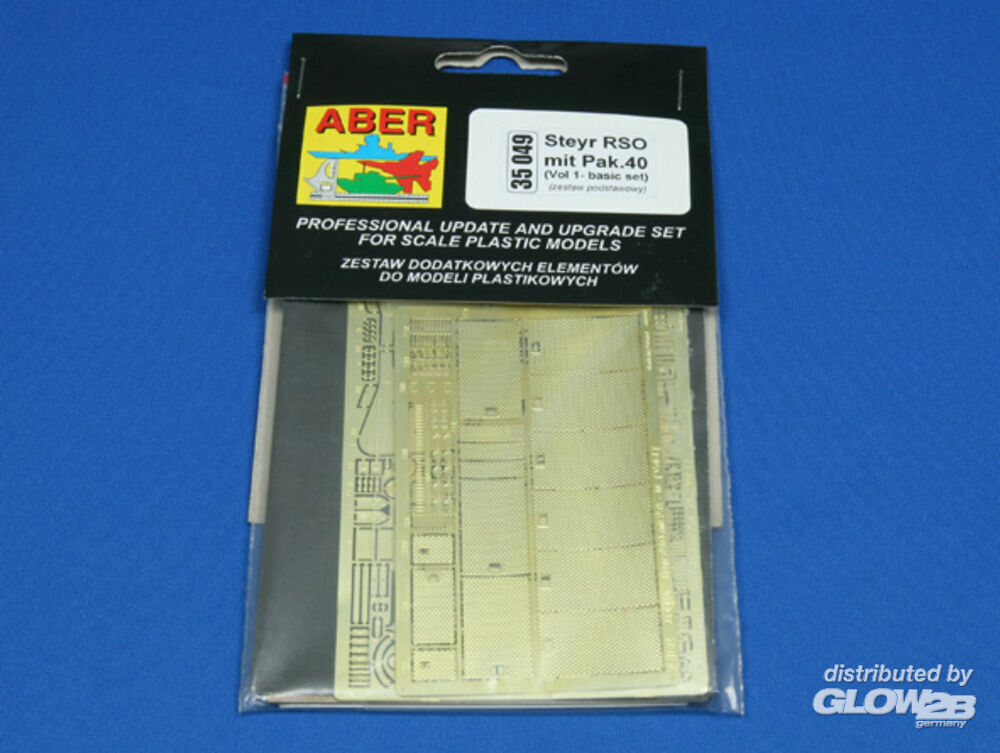 ABER
35 049
Steyr RSO
mit Pak.40
(Vol 1- basic set)
(zestaw podstawowy)
PROFESSIONAL UPDATE AND UPGRADE SET
FOR SCALE PLASTIC MODELS
ZESTAW DODATKOWYCH ELEMENTÓW
DO MODELI PLASTIKOWYCH
distributed by
GLOW2B
germany